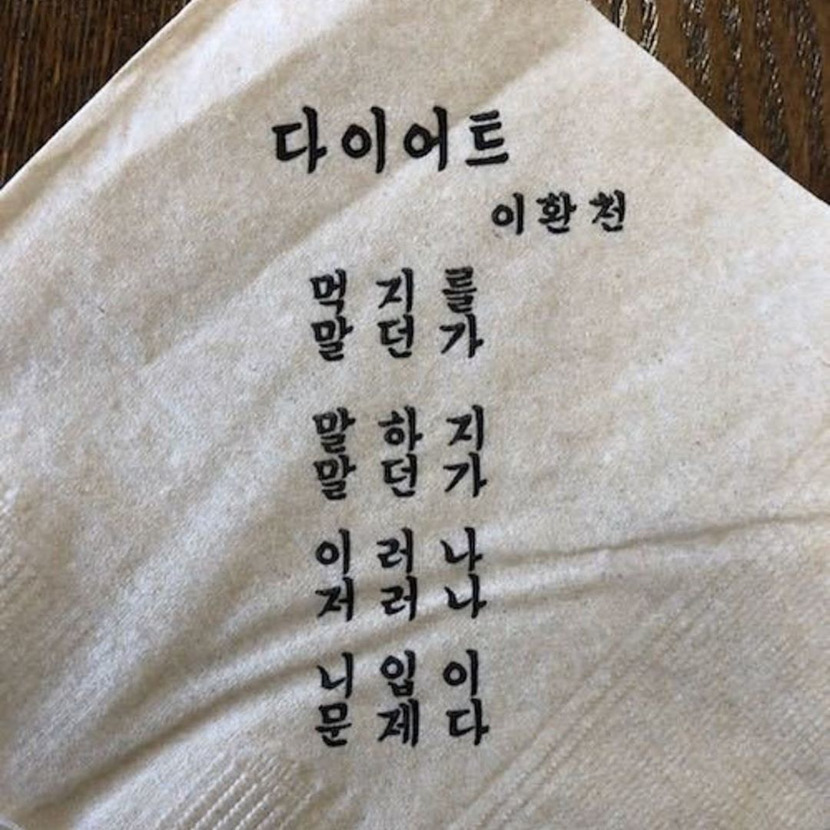 다이어트
이환천
먹지를
말던가
말하지
말던가
이러나
저러나
니입이
문제다